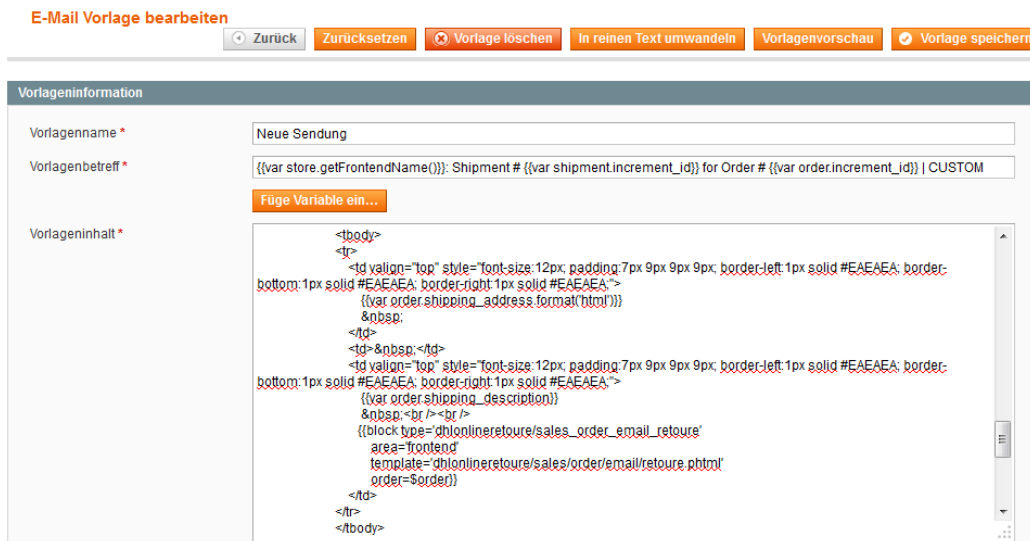 E-Mail Vorlage bearbeiten
Zurück Zurücksetzen Vorlage löschen In reinen Text umwandeln Vorlagenvorschau Vorlage speichern
Vorlageninformation
Vorlagenname * Neue Sendung
Vorlagenbetreff * {{var store.getFrontendName()}}: Shipment # {{var shipment.increment_id}} for Order # {{var order.increment_id}} | CUSTOM
Füge Variable ein...
Vorlageninhalt * <tbody>
<tr>
<td valign="top" style="font-size:12px; padding:7px 9px 9px 9px; border-left:1px solid #EAEAEA; border-
bottom:1px solid #EAEAEA; border-right:1px solid #EAEAEA;">
{{var order.shipping_address.format('html')}}
&nbsp;
</td>
<td>&nbsp;</td>
<td valign="top" style="font-size:12px; padding:7px 9px 9px 9px; border-left:1px solid #EAEAEA; border-
bottom:1px solid #EAEAEA; border-right:1px solid #EAEAEA;">
{{var order.shipping_description}}
&nbsp;<br /><br />
{{block type='dhlonlineretoure/sales_order_email_retoure'
area='frontend'
template='dhlonlineretoure/sales/order/email/retoure.phtml'
order=$order}}
</td>
</tr>
</tbody>